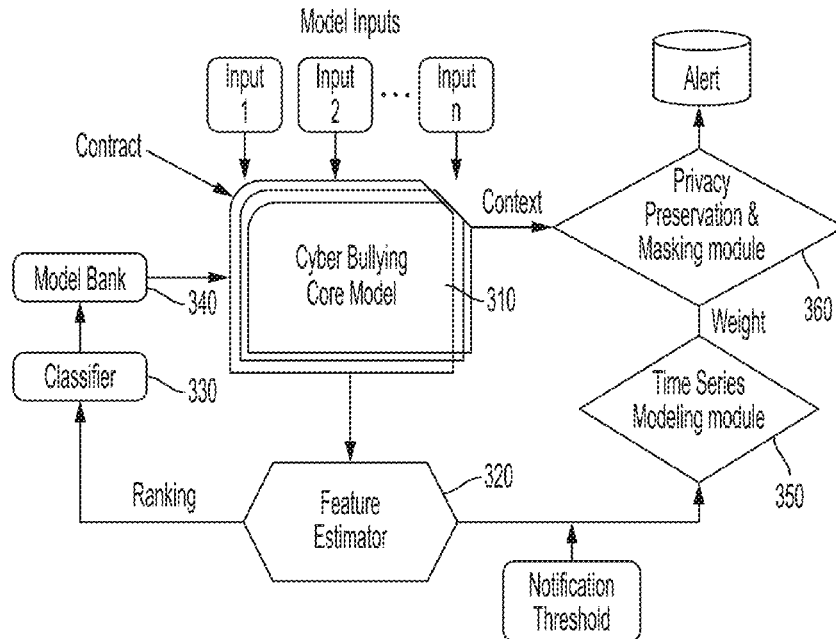 Model Inputs
Input
1
Input
2
...
Input
n
Alert
Contract
Context
Privacy
Preservation &
Masking module
360
Cyber Bullying
Core Model
310
Model Bank
340
Classifier
330
Weight
Time Series
Modeling module
350
Ranking
Feature
Estimator
320
Notification
Threshold